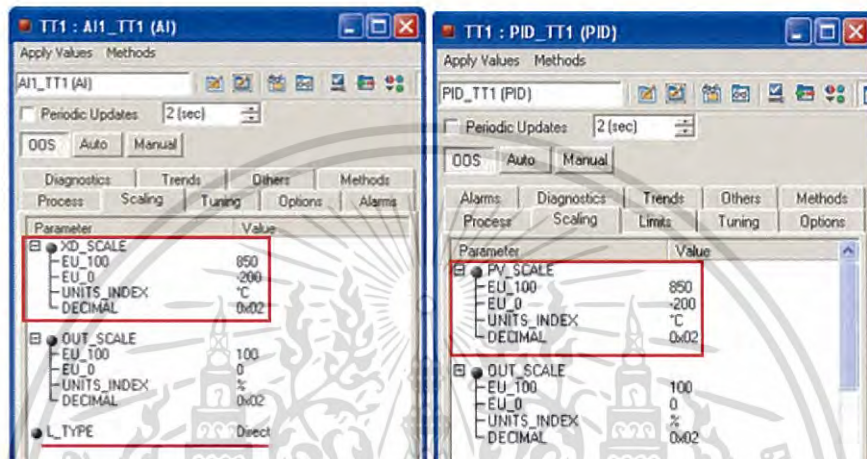 TT1 : AI1_TT1 (AI)
Apply Values Methods
AI1_TT1 (AI)
Periodic Updates 2 (sec)
OOS Auto Manual
Diagnostics Trends Others Methods
Process Scaling Tuning Options Alarms
Parameter Value
XD_SCALE
EU_100 850
EU_0 -200
UNITS_INDEX °C
DECIMAL 0x02
OUT_SCALE
EU_100 100
EU_0 0
UNITS_INDEX %
DECIMAL 0x02
L_TYPE Direct
TT1 : PID_TT1 (PID)
Apply Values Methods
PID_TT1 (PID)
Periodic Updates 2 (sec)
OOS Auto Manual
Alarms Diagnostics Trends Others Methods
Process Scaling Limits Tuning Options
Parameter Value
PV_SCALE
EU_100 850
EU_0 -200
UNITS_INDEX °C
DECIMAL 0x02
OUT_SCALE
EU_100 100
EU_0 0
UNITS_INDEX %
DECIMAL 0x02